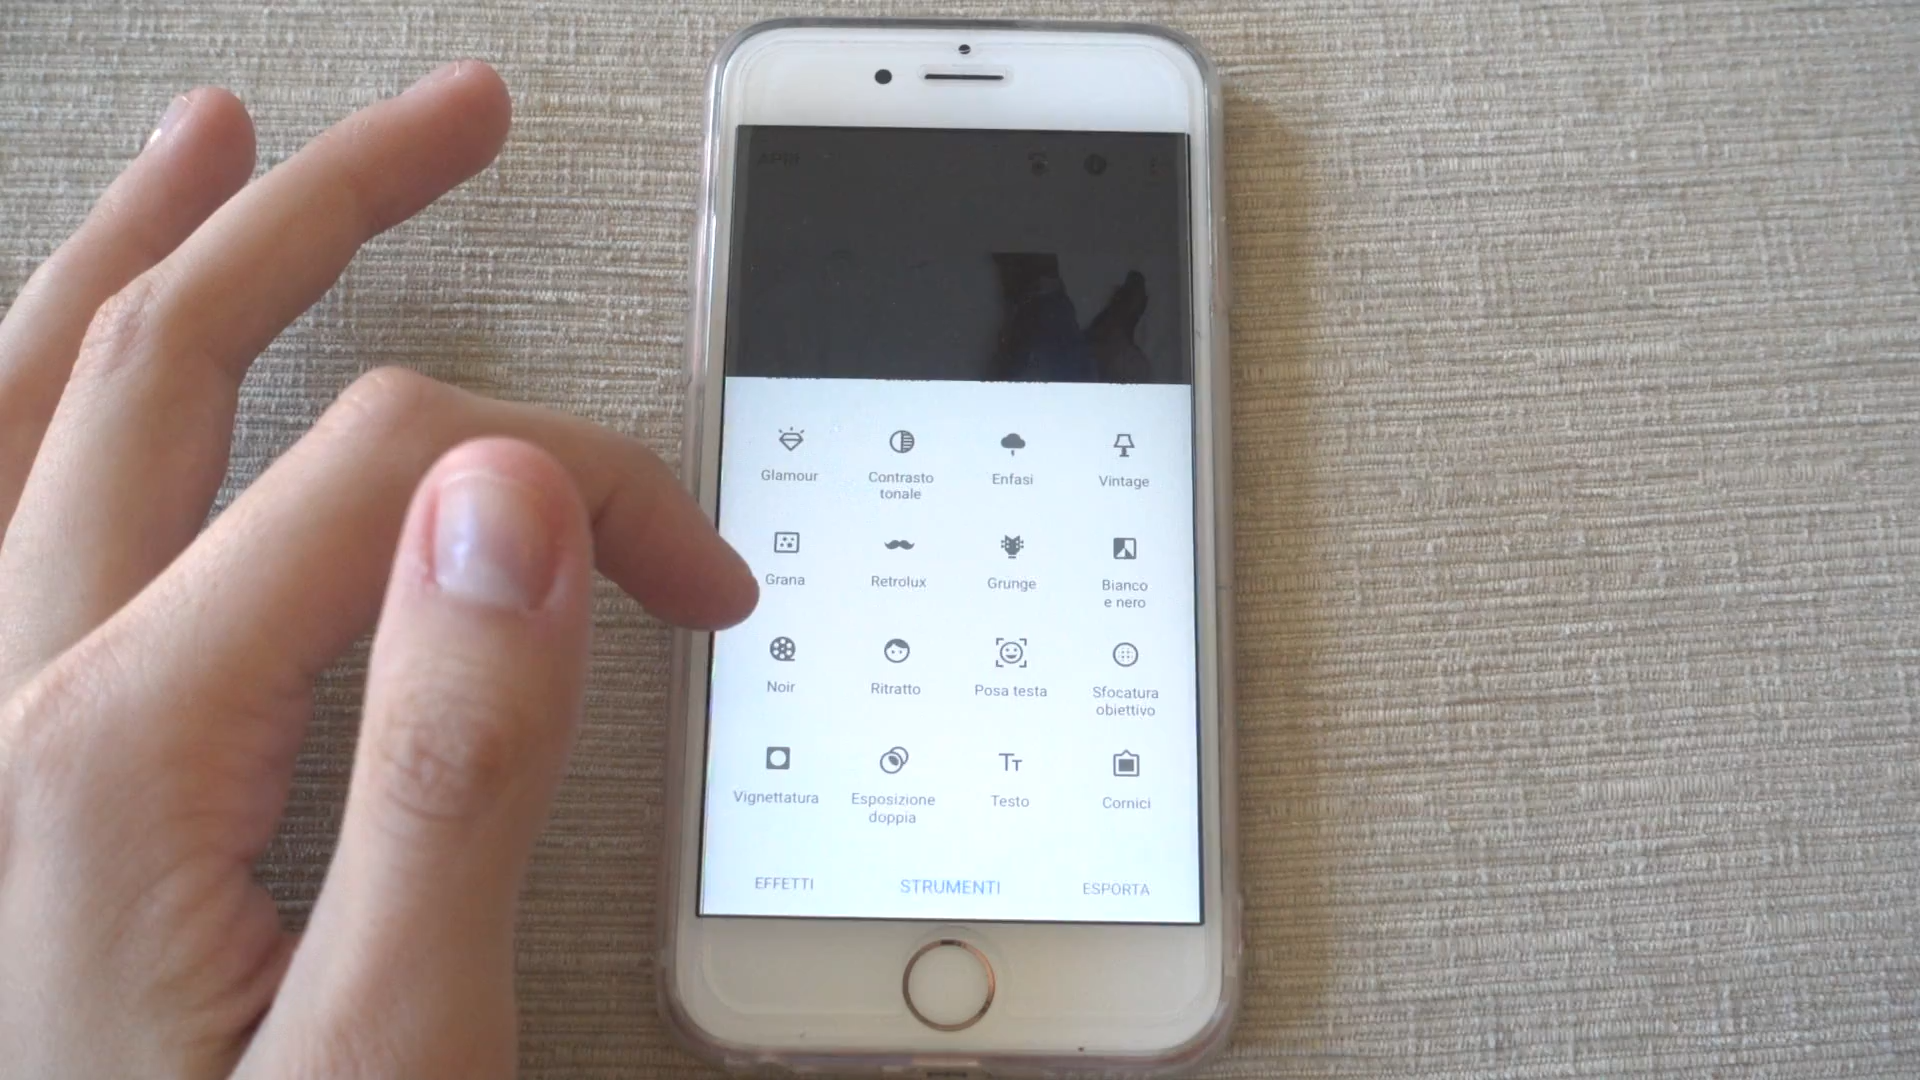 APRI
Glamour
Contrasto
tonale
Enfasi
Vintage
Grana
Retrolux
Grunge
Bianco
e nero
Noir
Ritratto
Posa testa
Sfocatura
obiettivo
Vignettatura
Esposizione
doppia
Testo
Cornici
EFFETTI
STRUMENTI
ESPORTA